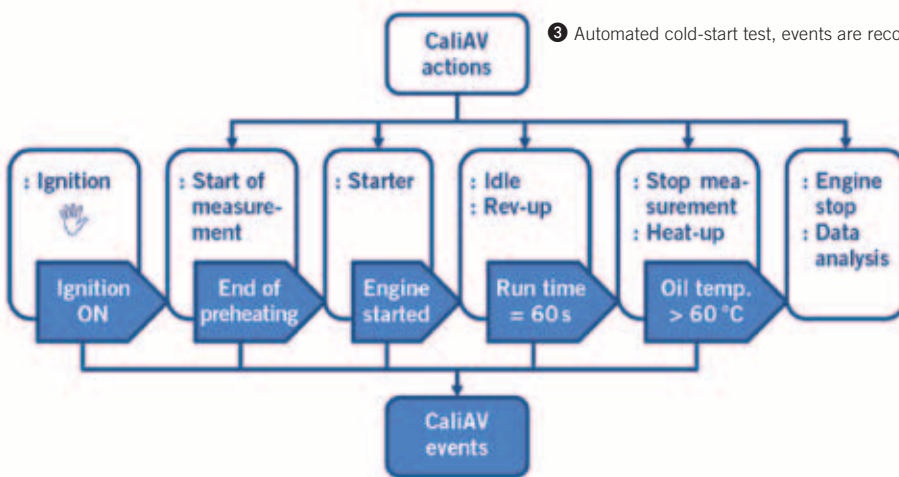 CaliAV
actions
❸ Automated cold-start test, events are reco
: Ignition
: Start of
measure-
ment
: Starter
: Idle
: Rev-up
: Stop mea-
surement
: Heat-up
: Engine
stop
: Data
analysis
Ignition
ON
End of
preheating
Engine
started
Run time
= 60 s
Oil temp.
> 60 °C
CaliAV
events